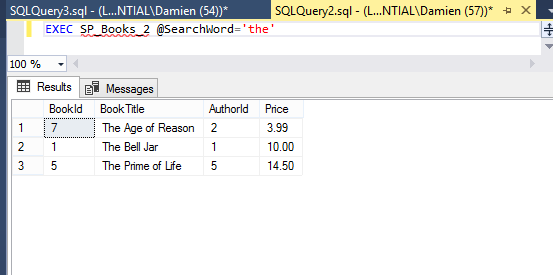 SQLQuery3.sql - (L...NTIAL\Damien (54))* SQLQuery2.sql - (L...NTIAL\Damien (57))*
EXEC SP_Books_2 @SearchWord='the'
100 %
Results Messages
BookId BookTitle AuthorId Price
1 7 The Age of Reason 2 3.99
2 1 The Bell Jar 1 10.00
3 5 The Prime of Life 5 14.50